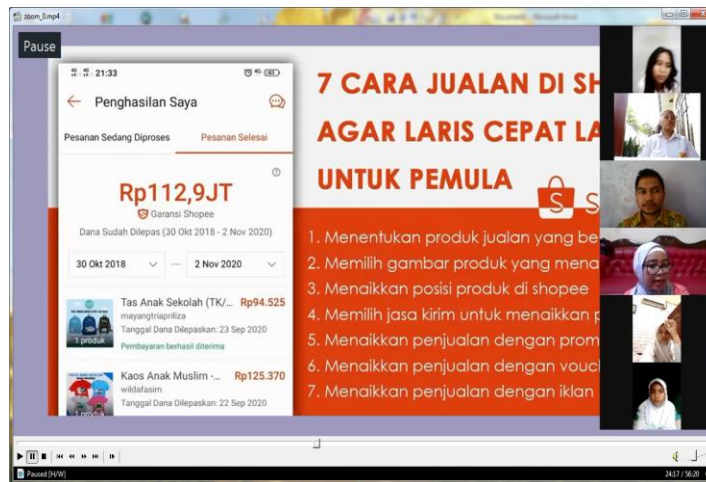 zoom_0.mp4
Pause
21:33
Penghasilan Saya
Pesanan Sedang Diproses
Pesanan Selesai
Rp112,9JT
Garansi Shopee
Dana Sudah Dilepas (30 Okt 2018 - 2 Nov 2020)
30 Okt 2018 — 2 Nov 2020
Tas Anak Sekolah (TK/... Rp94.525
mayangtriapriliza
Tanggal Dana Dilepaskan: 23 Sep 2020
1 produk
Pembayaran berhasil diterima
Kaos Anak Muslim -... Rp125.370
wildafasim
Tanggal Dana Dilepaskan: 22 Sep 2020
1 produk
7 CARA JUALAN DI SH
AGAR LARIS CEPAT LA
UNTUK PEMULA
S S
1. Menentukan produk jualan yang be
2. Memilih gambar produk yang mena
3. Menaikkan posisi produk di shopee
4. Memilih jasa kirim untuk menaikkan p
5. Menaikkan penjualan dengan prom
6. Menaikkan penjualan dengan vouch
7. Menaikkan penjualan dengan iklan
Paused [H/W]
24:17 / 56:20